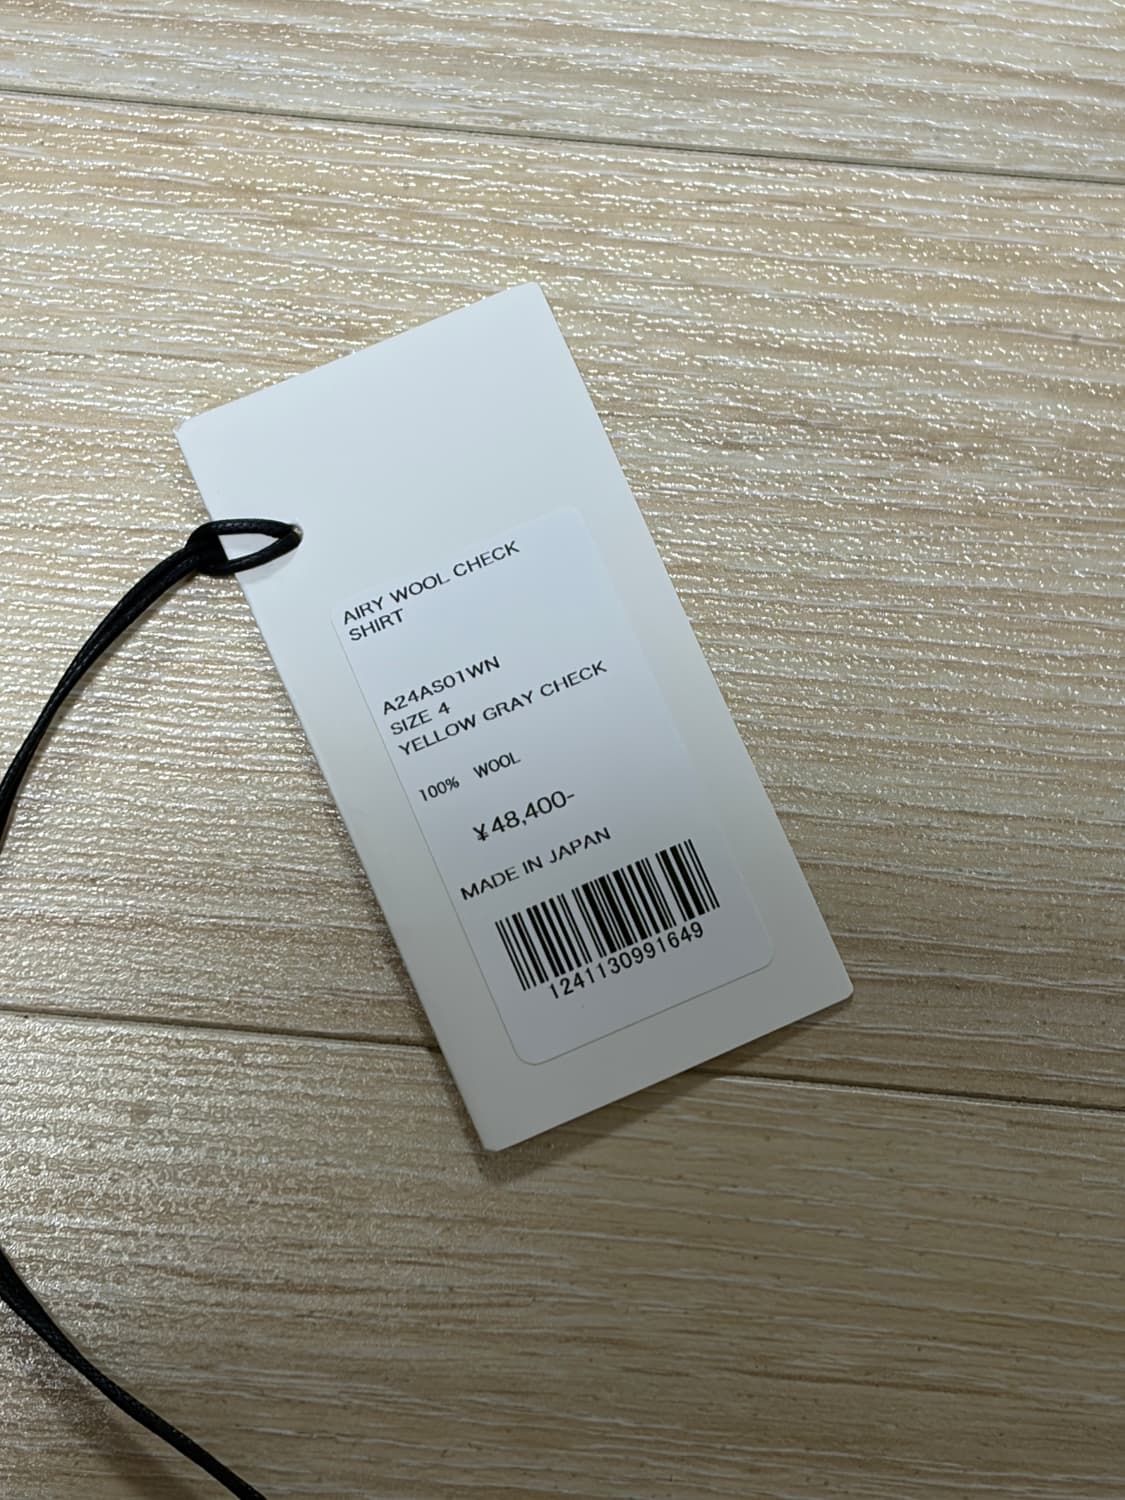 AIRY WOOL CHECK
SHIRT
A24AS01WN
SIZE 4
YELLOW GRAY CHECK
100% WOOL
¥48,400-
MADE IN JAPAN
1241130991649